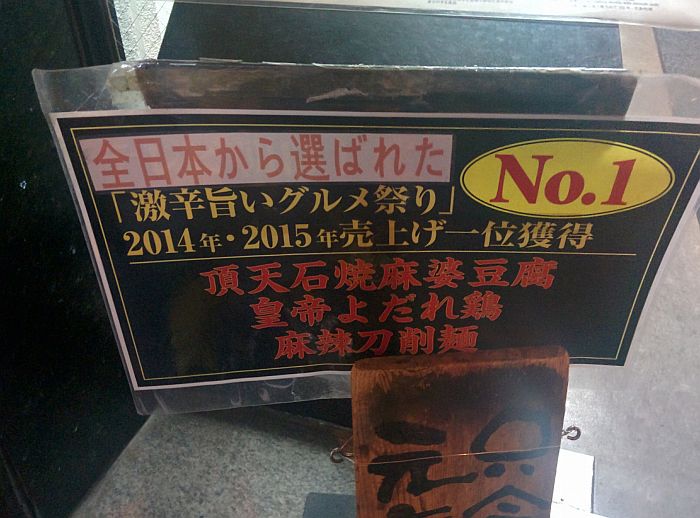 全日本から選ばれた
No.1
「激辛旨いグルメ祭り」
2014年・2015年売上げ一位獲得
頂天石焼麻婆豆腐
皇帝よだれ鶏
麻辣刀削麺
元